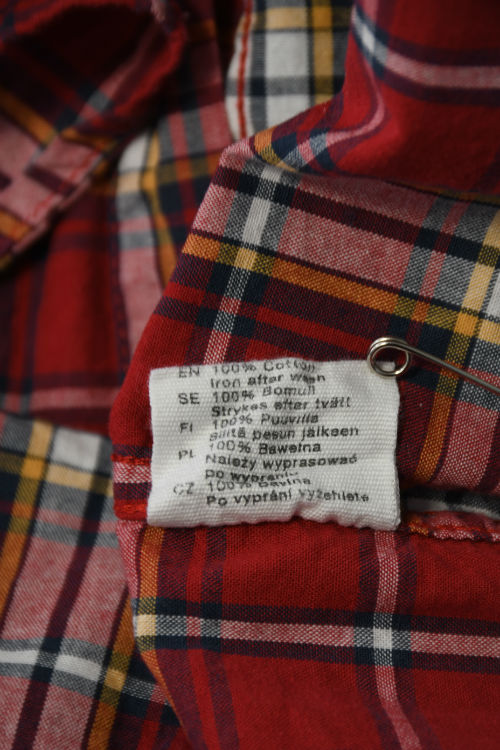 EN 100% Cotton
Iron after wash
SE 100% Bomull
Strykes efter tvätt
FI 100% Puuvilla
Silitä pesun jälkeen
PL 100% Bawełna
Należy wyprasować
po wypraniu
CZ 100% Bavlna
Po vyprání vyžehlete